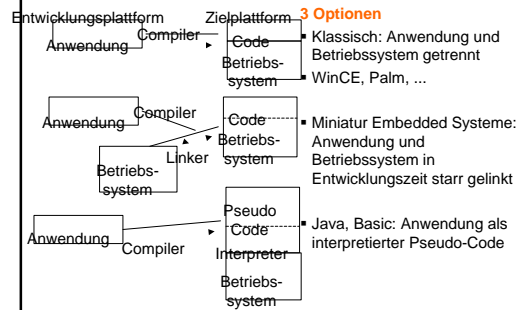 Entwicklungsplattform
Compiler
Zielplattform
Anwendung
Code
Betriebs-
system
3 Optionen
▪ Klassisch: Anwendung und
Betriebssystem
getrennt
▪ WinCE, Palm, ...
Anwendung
Compiler
Linker
Betriebs-
system
Code
Betriebs-
system
▪ Miniatur Embedded Systeme:
Anwendung und
Betriebssystem in
Entwicklungszeit starr gelinkt
Anwendung
Compiler
Pseudo
Code
Interpreter
Betriebs-
system
▪ Java, Basic: Anwendung als
interpretierter Pseudo-Code